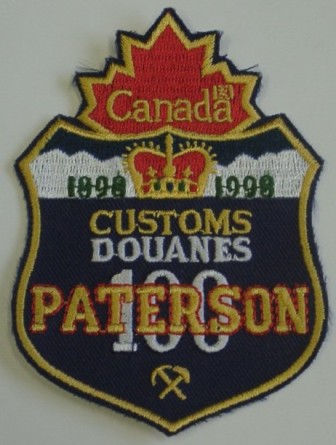 Canada
1898 1998
CUSTOMS
DOUANES
100
PATERSON